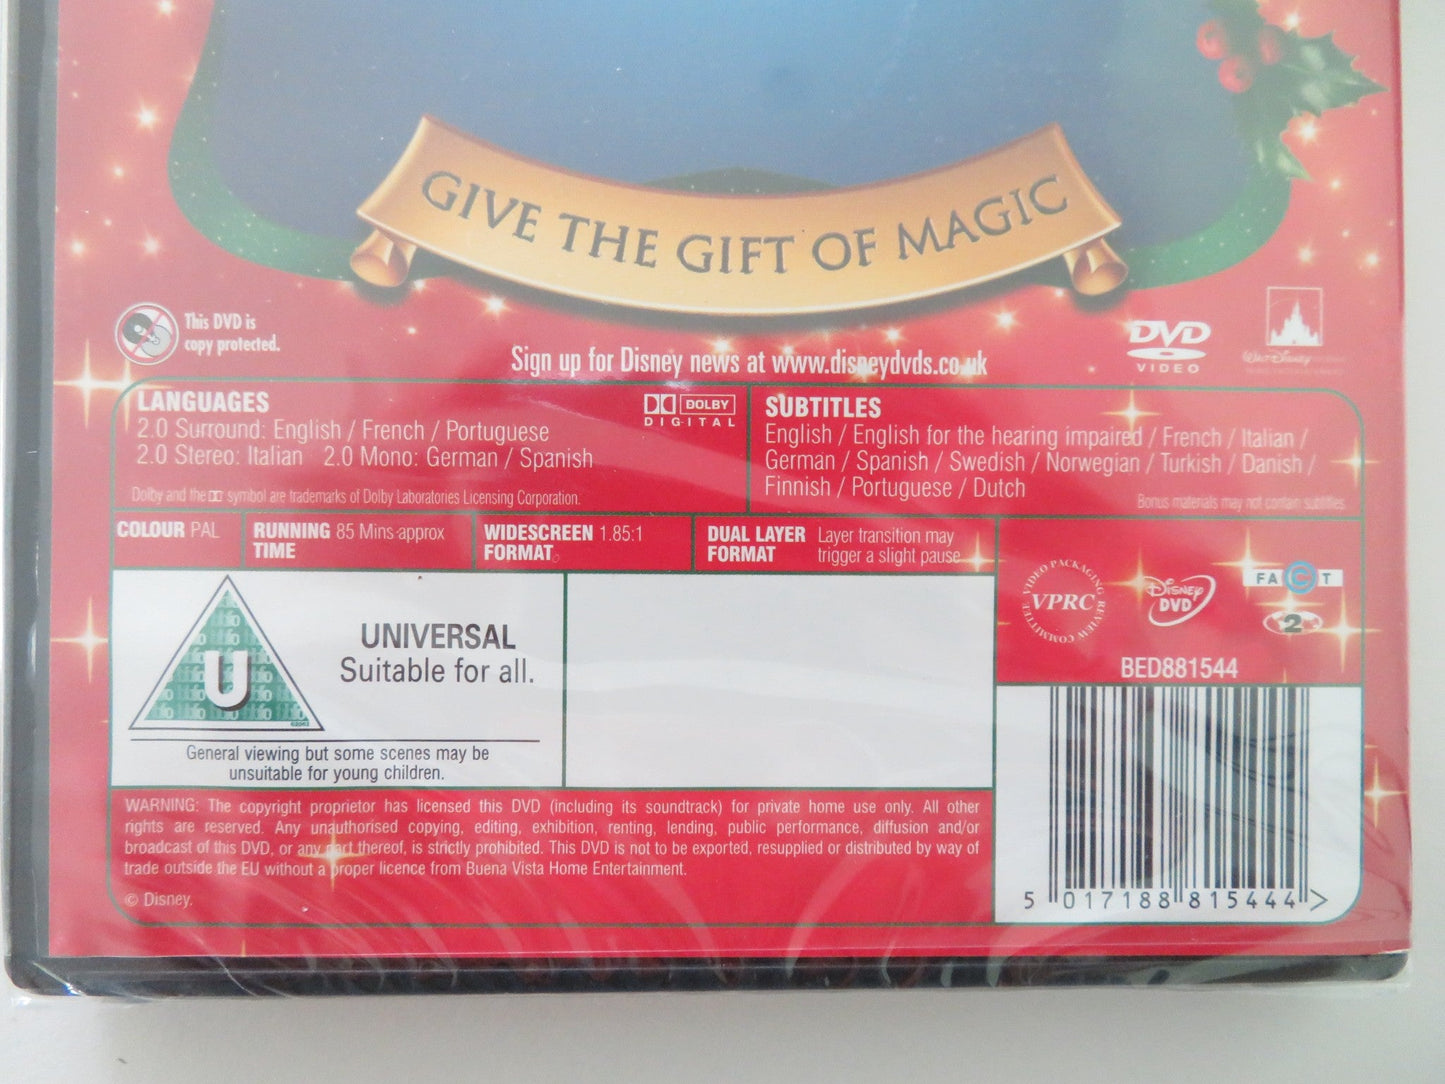 GIVE THE GIFT OF MAGIC
This DVD is
copy protected.
Sign up for Disney news at www.disneydvds.co.uk
DVD
VIDEO
WALT DISNEY
LANGUAGES
2.0 Surround: English / French / Portuguese
2.0 Stereo: Italian 2.0 Mono: German / Spanish
DOLBY
DIGITAL
Dolby and the symbol are trademarks of Dolby Laboratories Licensing Corporation.
SUBTITLES
English / English for the hearing impaired / French / Italian /
German / Spanish / Swedish / Norwegian / Turkish / Danish /
Finnish / Portuguese / Dutch
Bonus materials may not contain subtitles.
COLOUR PAL
RUNNING 85 Mins approx
TIME
WIDESCREEN 1.85:1
FORMAT
DUAL LAYER Layer transition may
FORMAT trigger a slight pause
U
UNIVERSAL
Suitable for all.
General viewing but some scenes may be
unsuitable for young children.
VIDEO PACKAGING REVIEW COMMITTEE
VPRC
DISNEY
DVD
FACT
2
BED881544
WARNING: The copyright proprietor has licensed this DVD (including its soundtrack) for private home use only. All other
rights are reserved. Any unauthorised copying, editing, exhibition, renting, lending, public performance, diffusion and/or
broadcast of this DVD, or any part thereof, is strictly prohibited. This DVD is not to be exported, resupplied or distributed by way of
trade outside the EU without a proper licence from Buena Vista Home Entertainment.
© Disney.
5 017188 815444 >